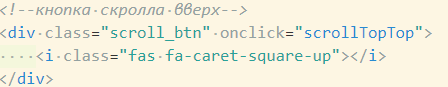 <!--кнопка скролла вверх-->
<div class="scroll_btn" onclick="scrollTopTop">
    <i class="fas fa-caret-square-up"></i>
</div>